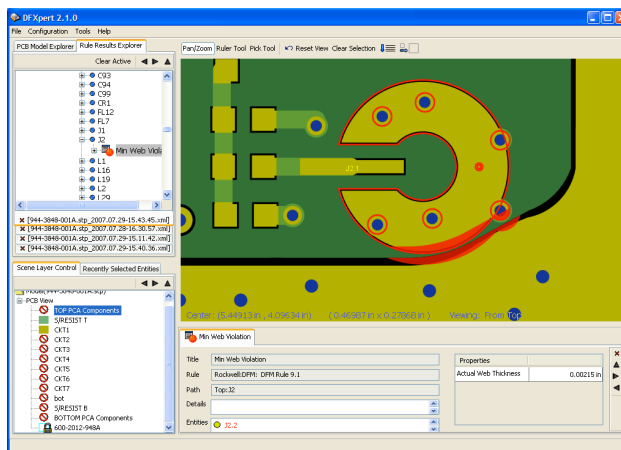 DFXpert 2.1.0
File Configuration Tools Help
PCB Model Explorer Rule Results Explorer
Clear Active
C93
C94
C99
CR1
FL12
FL7
J1
J2
Min Web Viola
L1
L16
L19
L2
L29
[944-3848-001A.stp_2007.07.29-15.43.45.xml]
[944-3848-001A.stp_2007.07.28-16.30.57.xml]
[944-3848-001A.stp_2007.07.29-15.11.42.xml]
[944-3848-001A.stp_2007.07.29-15.40.36.xml]
Scene Layer Control Recently Selected Entities
Model(944-3848-001A.stp)
PCB View
TOP PCA Components
S/RESIST T
CKT1
CKT2
CKT3
CKT4
CKT5
CKT6
CKT7
bot
S/RESIST B
BOTTOM PCA Components
600-2012-948A
Pan/Zoom Ruler Tool Pick Tool Reset View Clear Selection
J2.1
Center: (5.44913 in , 4.09634 in) (0.46987 in x 0.27868 in) Viewing: From Top
Min Web Violation
Title Min Web Violation
Rule Rockwell:DFM: DFM Rule 9.1
Path Top:J2
Details
Entities J2.2
Properties
Actual Web Thickness 0.00215 in